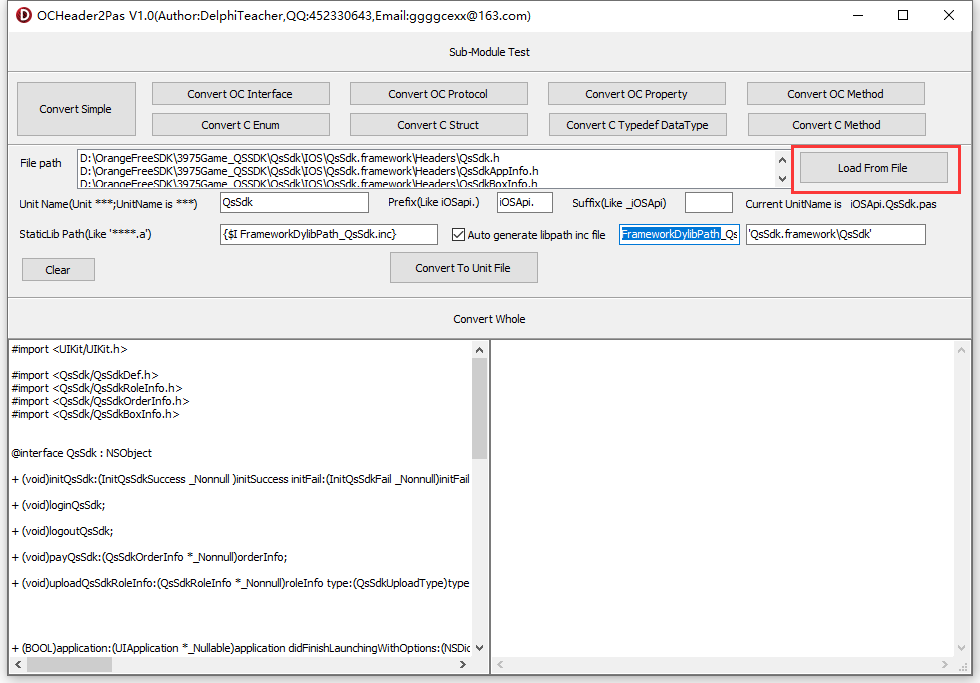 OCHeader2Pas V1.0(Author:DelphiTeacher,QQ:452330643,Email:ggggcexx@163.com)
Sub-Module Test
Convert Simple
Convert OC Interface
Convert OC Protocol
Convert OC Property
Convert OC Method
Convert C Enum
Convert C Struct
Convert C Typedef DataType
Convert C Method
File path
D:\OrangeFreeSDK\3975Game_QSSDK\QsSdk\IOS\QsSdk.framework\Headers\QsSdk.h
D:\OrangeFreeSDK\3975Game_QSSDK\QsSdk\IOS\QsSdk.framework\Headers\QsSdkAppInfo.h
D:\OrangeFreeSDK\3975Game_QSSDK\QsSdk\IOS\QsSdk.framework\Headers\QsSdkBoxInfo.h
Load From File
Unit Name(Unit ***;UnitName is ***)
QsSdk
Prefix(Like iOSapi.)
iOSApi.
Suffix(Like _iOSApi)
Current UnitName is iOSApi.QsSdk.pas
StaticLib Path(Like '****.a')
{$I FrameworkDylibPath_QsSdk.inc}
Auto generate libpath inc file
FrameworkDylibPath_Qs
'QsSdk.framework\QsSdk'
Clear
Convert To Unit File
Convert Whole
#import <UIKit/UIKit.h>
#import <QsSdk/QsSdkDef.h>
#import <QsSdk/QsSdkRoleInfo.h>
#import <QsSdk/QsSdkOrderInfo.h>
#import <QsSdk/QsSdkBoxInfo.h>
@interface QsSdk : NSObject
+ (void)initQsSdk:(InitQsSdkSuccess _Nonnull )initSuccess initFail:(InitQsSdkFail _Nonnull)initFail
+ (void)loginQsSdk;
+ (void)logoutQsSdk;
+ (void)payQsSdk:(QsSdkOrderInfo *_Nonnull)orderInfo;
+ (void)uploadQsSdkRoleInfo:(QsSdkRoleInfo *_Nonnull)roleInfo type:(QsSdkUploadType)type
+ (BOOL)application:(UIApplication *_Nullable)application didFinishLaunchingWithOptions:(NSDic